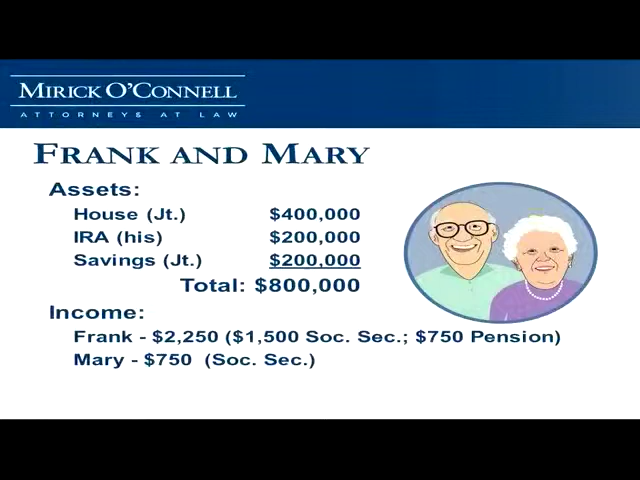 MIRICK O'CONNELL
ATTORNEYS AT LAW
FRANK AND MARY
Assets:
House (Jt.) $400,000
IRA (his) $200,000
Savings (Jt.) $200,000
Total: $800,000
Income:
Frank - $2,250 ($1,500 Soc. Sec.; $750 Pension)
Mary - $750 (Soc. Sec.)